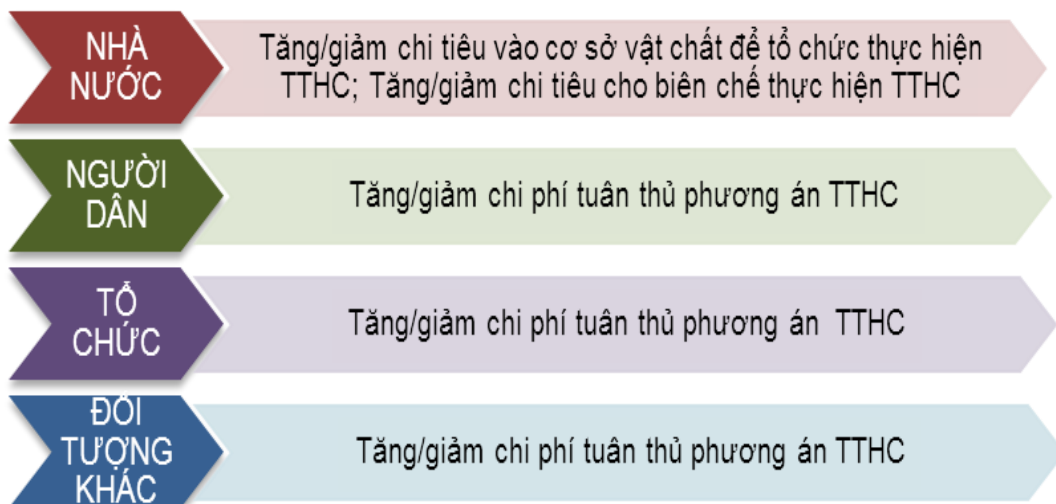 NHÀ
NƯỚC
Tăng/giảm chi tiêu vào cơ sở vật chất để tổ chức thực hiện
TTHC; Tăng/giảm chi tiêu cho biên chế thực hiện TTHC
NGƯỜI
DÂN
Tăng/giảm chi phí tuân thủ phương án TTHC
TỔ
CHỨC
Tăng/giảm chi phí tuân thủ phương án TTHC
ĐỐI
TƯỢNG
KHÁC
Tăng/giảm chi phí tuân thủ phương án TTHC